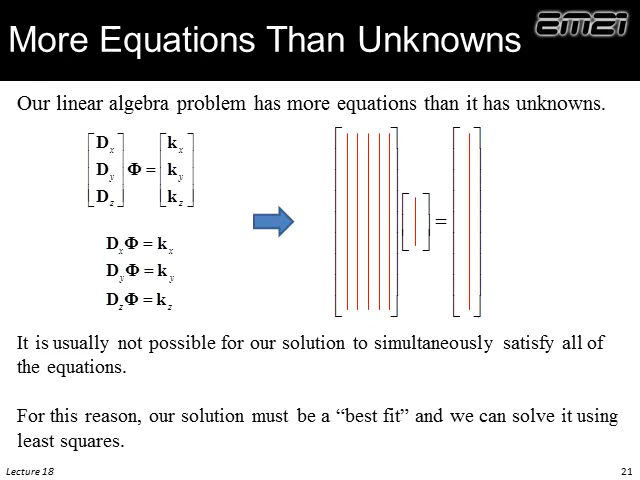 More Equations Than Unknowns
EM21
Our linear algebra problem has more equations than it has unknowns.
[D_x; D_y; D_z] Φ = [k_x; k_y; k_z]
=
D_xΦ = k_x
D_yΦ = k_y
D_zΦ = k_z
It is usually not possible for our solution to simultaneously satisfy all of
the equations.
For this reason, our solution must be a “best fit” and we can solve it using
least squares.
Lecture 18
21